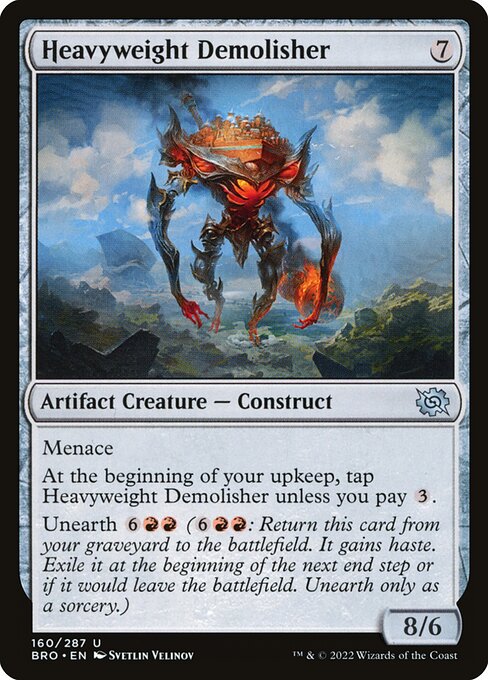 Heavyweight Demolisher 7
Artifact Creature — Construct
Menace
At the beginning of your upkeep, tap
Heavyweight Demolisher unless you pay 3.
Unearth 6RR (6RR: Return this card from
your graveyard to the battlefield. It gains haste.
Exile it at the beginning of the next end step or
if it would leave the battlefield. Unearth only as
a sorcery.)
8/6
160/287 U
BRO • EN Svetlin Velinov ™ & © 2022 Wizards of the Coast